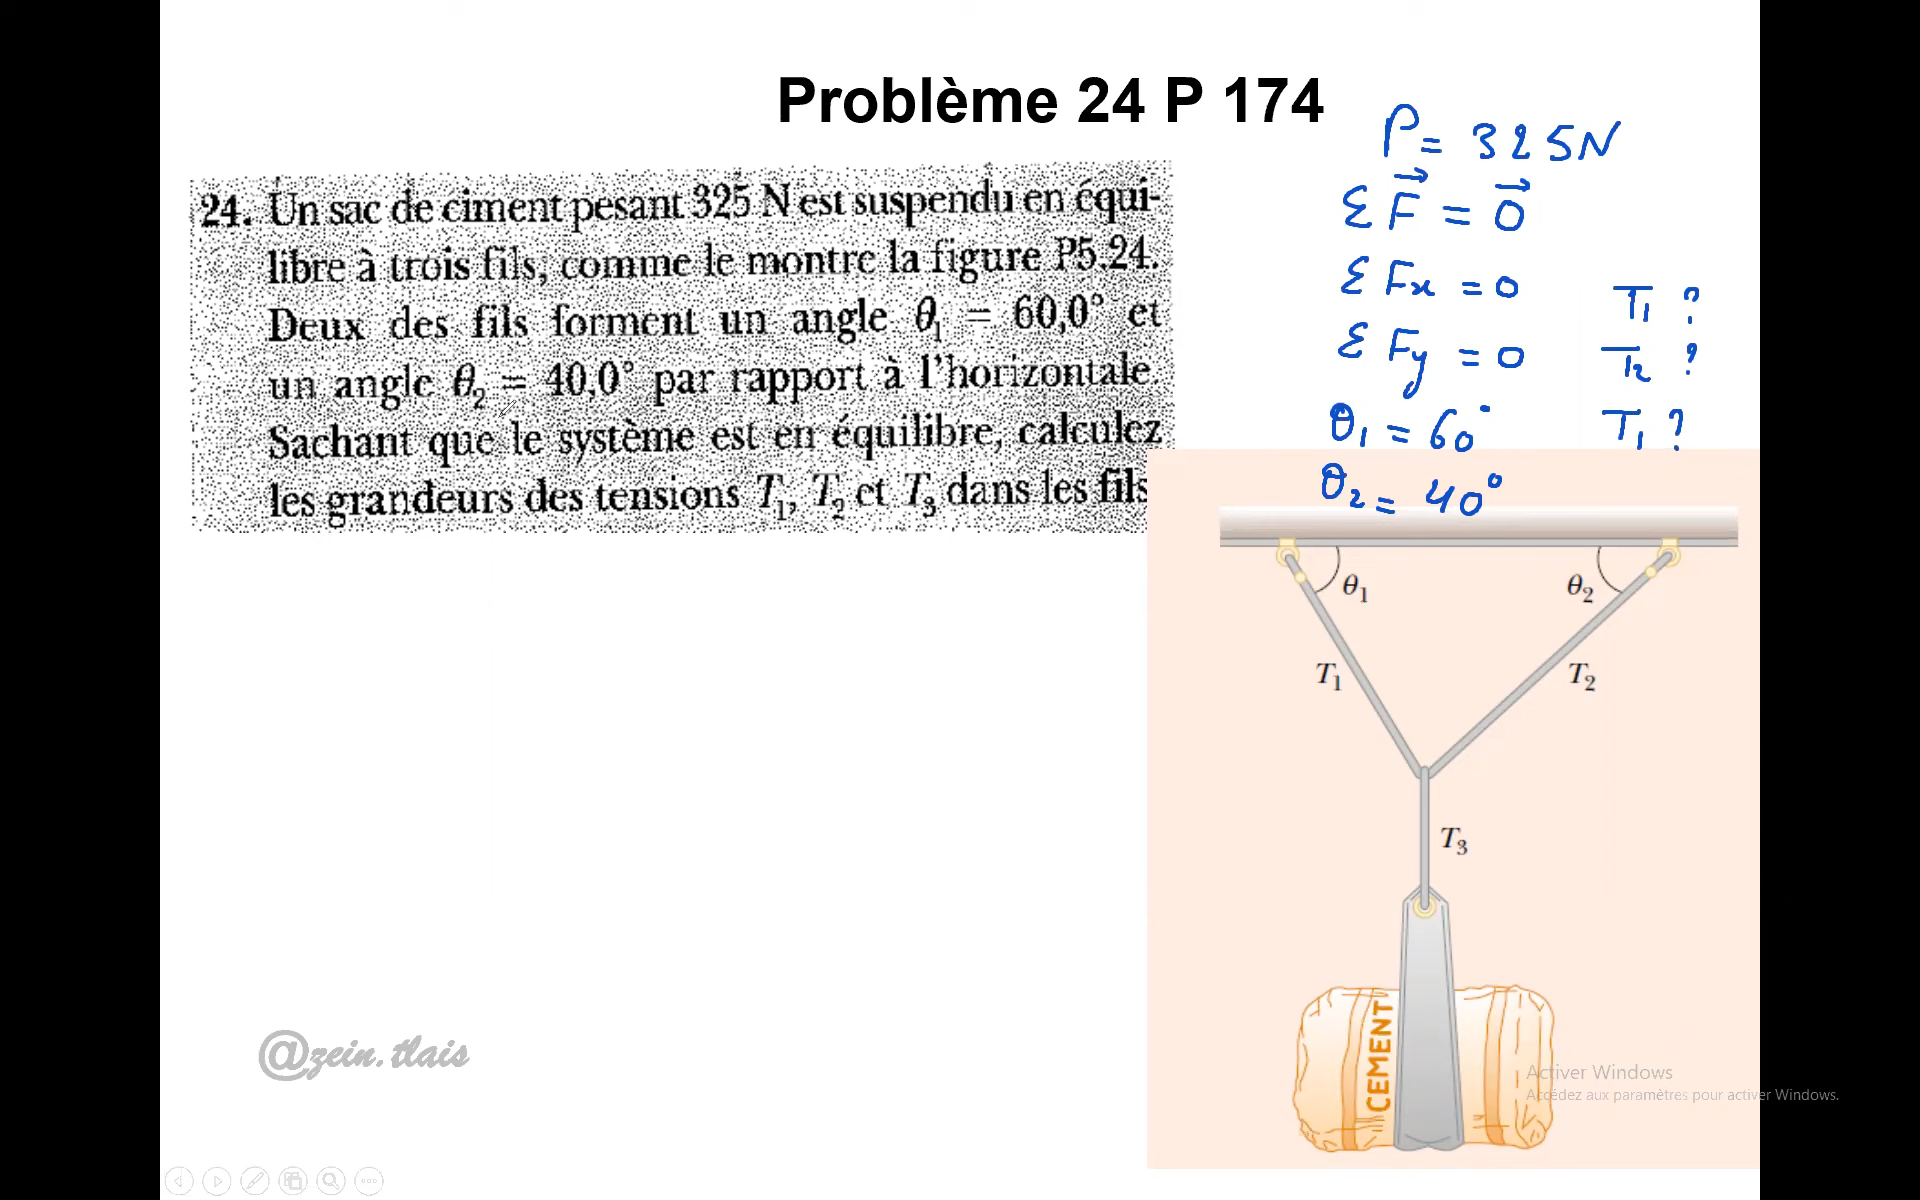 Problème 24 P 174
24. Un sac de ciment pesant 325 N est suspendu en équi-
libre à trois fils, comme le montre la figure P5.24.
Deux des fils forment un angle θ₁ = 60,0° et
un angle θ₂ = 40,0° par rapport à l'horizontale.
Sachant que le système est en équilibre, calculez
les grandeurs des tensions T₁, T₂ et T₃ dans les fils
P = 325N
Σ F⃗ = 0⃗
Σ Fx = 0
Σ Fy = 0
θ₁ = 60°
θ₂ = 40°
T₁ ?
T₂ ?
T₁ ?
θ₁
θ₂
T₁
T₂
T₃
CEMENT
@zein.tlais
Activer Windows
Accédez aux paramètres pour activer Windows.